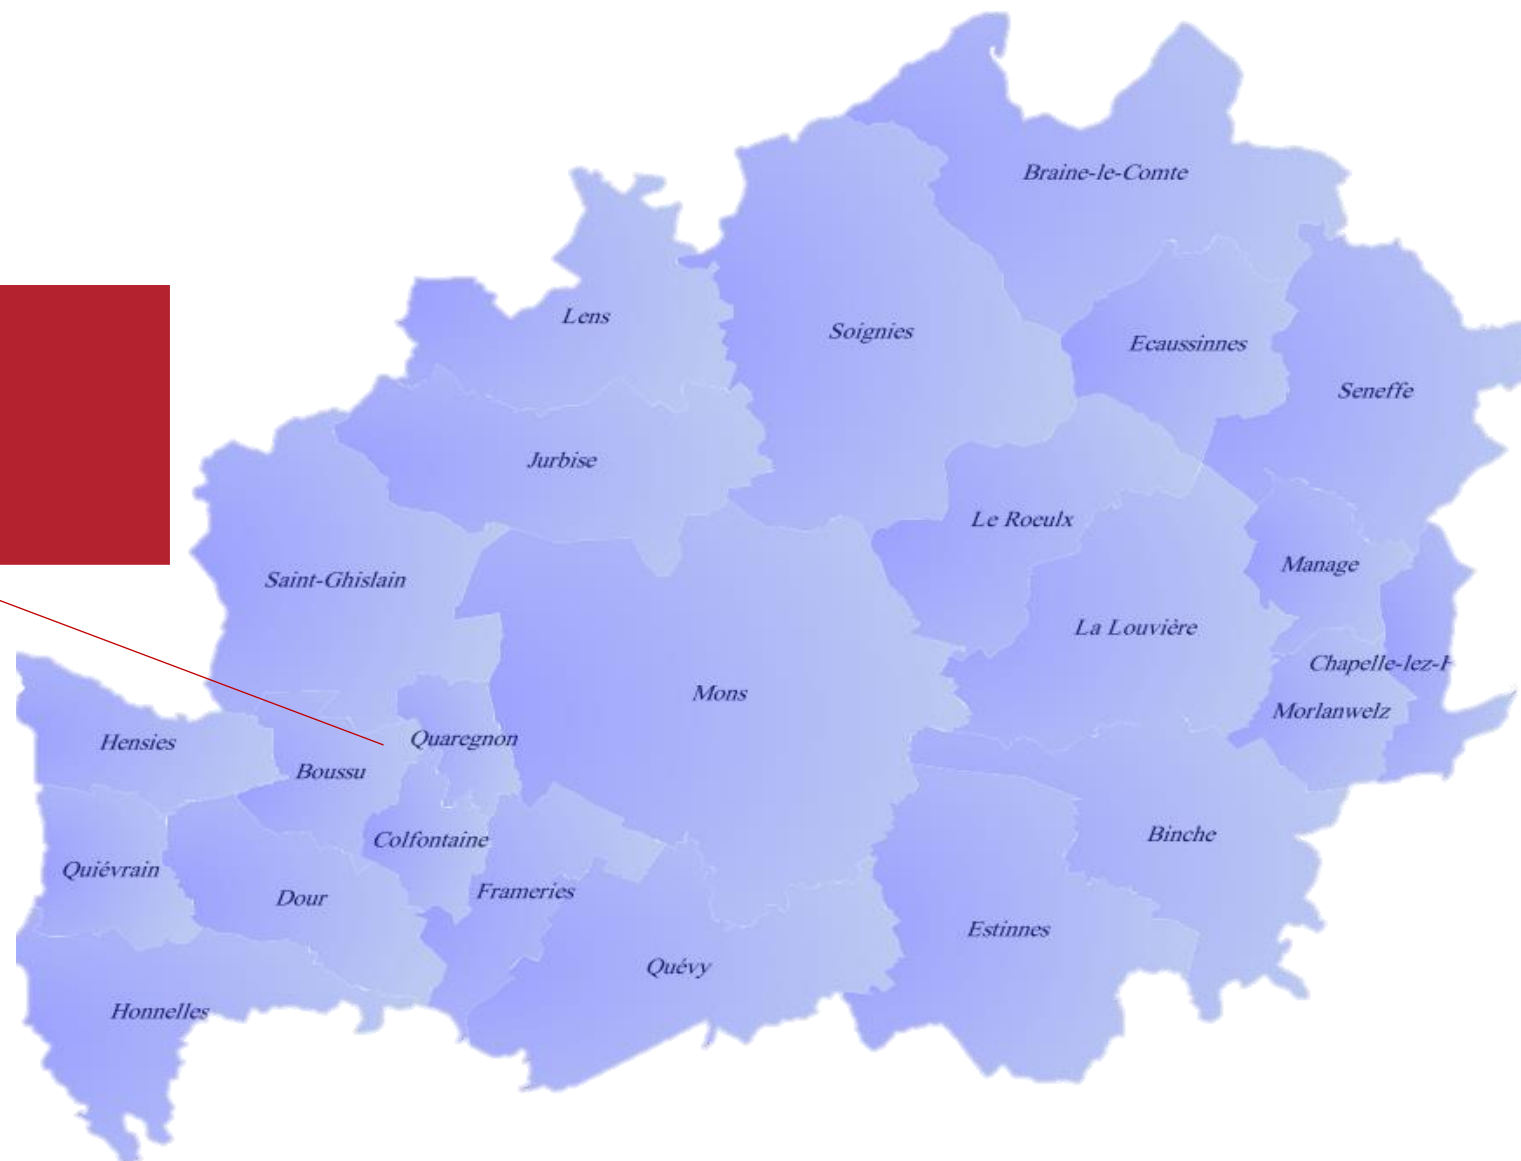 Braine-le-Comte
Lens
Soignies
Ecaussinnes
Seneffe
Jurbise
Le Roeulx
Manage
Saint-Ghislain
La Louvière
Chapelle-lez-H
Mons
Morlanwelz
Hensies
Quaregnon
Boussu
Binche
Colfontaine
Quiévrain
Frameries
Dour
Estinnes
Quévy
Honnelles